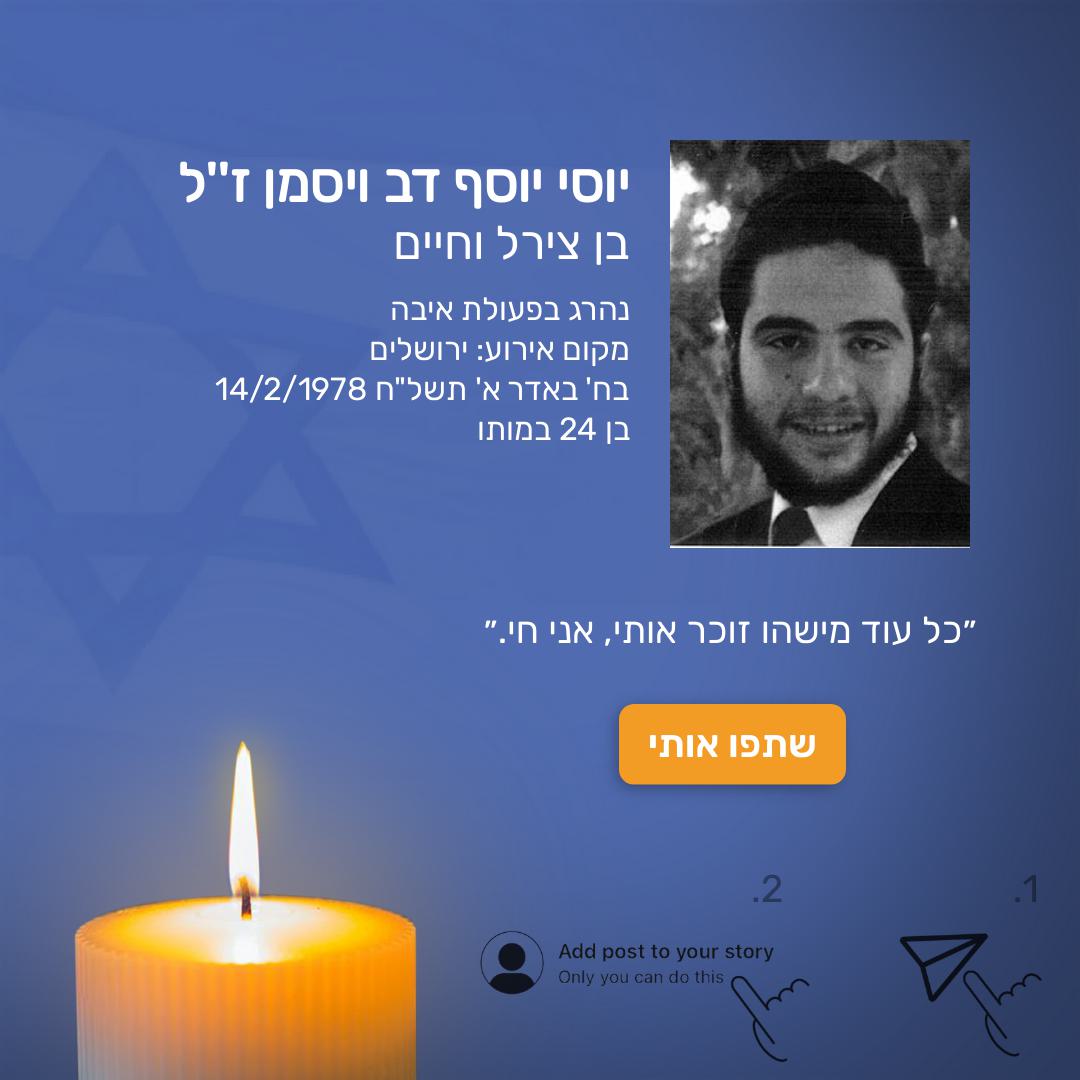 יוסי יוסף דב ויסמן ז"ל
בן צירל וחיים
נהרג בפעולת איבה
מקום אירוע: ירושלים
בח' באדר א' תשל"ח 14/2/1978
בן 24 במותו
"כל עוד מישהו זוכר אותי, אני חי."
שתפו אותי
1.
2.
Add post to your story
Only you can do this